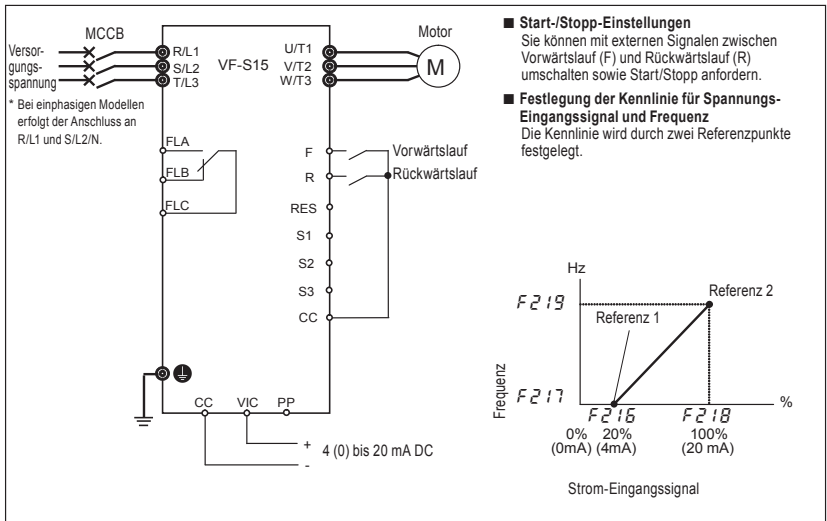 MCCB
Versor-
gungs-
spannung
R/L1
S/L2
T/L3
VF-S15
U/T1
V/T2
W/T3
Motor
M
* Bei einphasigen Modellen
erfolgt der Anschluss an
R/L1 und S/L2/N.
FLA
FLB
FLC
F
Vorwärtslauf
R
Rückwärtslauf
RES
S1
S2
S3
CC
CC
VIC
PP
+
4 (0) bis 20 mA DC
-
■ Start-/Stopp-Einstellungen
Sie können mit externen Signalen zwischen
Vorwärtslauf (F) und Rückwärtslauf (R)
umschalten sowie Start/Stopp anfordern.
■ Festlegung der Kennlinie für Spannungs-
Eingangssignal und Frequenz
Die Kennlinie wird durch zwei Referenzpunkte
festgelegt.
Hz
F219
Referenz 2
Referenz 1
Frequenz
F217
%
F216
F218
0% 20% 100%
(0mA) (4mA) (20 mA)
Strom-Eingangssignal